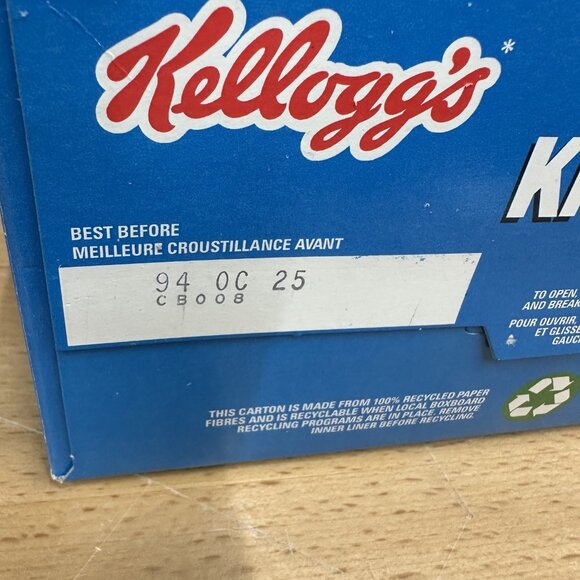 Kellogg's*
BEST BEFORE
MEILLEURE CROUSTILLANCE AVANT
94 OC 25
CB008
TO OPEN,
AND BREAK
POUR OUVRIR,
ET GLISSE
GAUC
THIS CARTON IS MADE FROM 100% RECYCLED PAPER
FIBRES AND IS RECYCLABLE WHEN LOCAL BOXBOARD
RECYCLING PROGRAMS ARE IN PLACE. REMOVE
INNER LINER BEFORE RECYCLING.